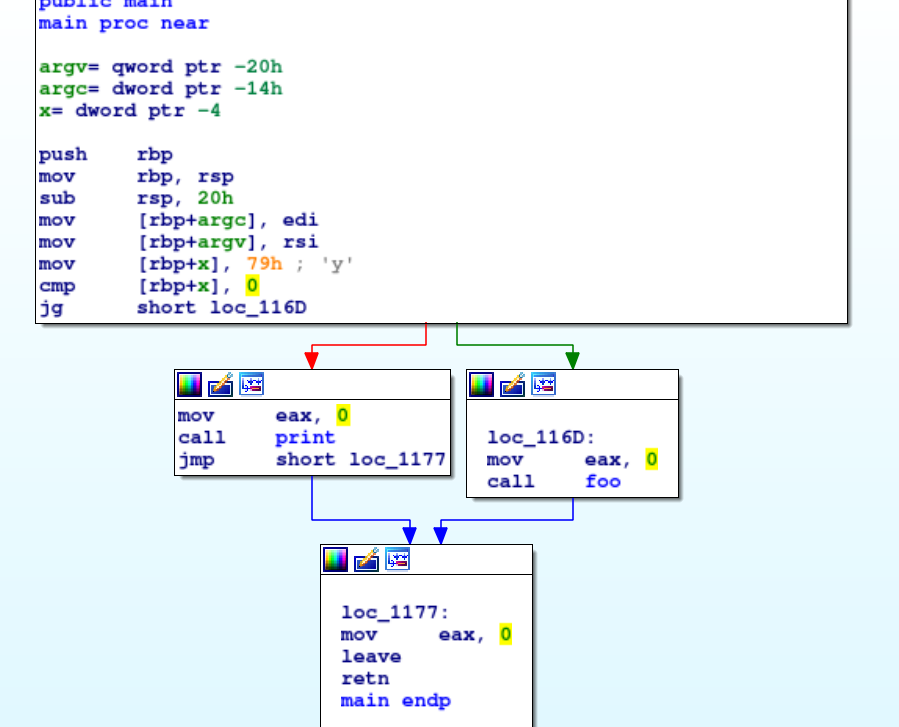 public main
main proc near
argv= qword ptr -20h
argc= dword ptr -14h
x= dword ptr -4
push rbp
mov rbp, rsp
sub rsp, 20h
mov [rbp+argc], edi
mov [rbp+argv], rsi
mov [rbp+x], 79h ; 'y'
cmp [rbp+x], 0
jg short loc_116D
mov eax, 0
call print
jmp short loc_1177
loc_116D:
mov eax, 0
call foo
loc_1177:
mov eax, 0
leave
retn
main endp